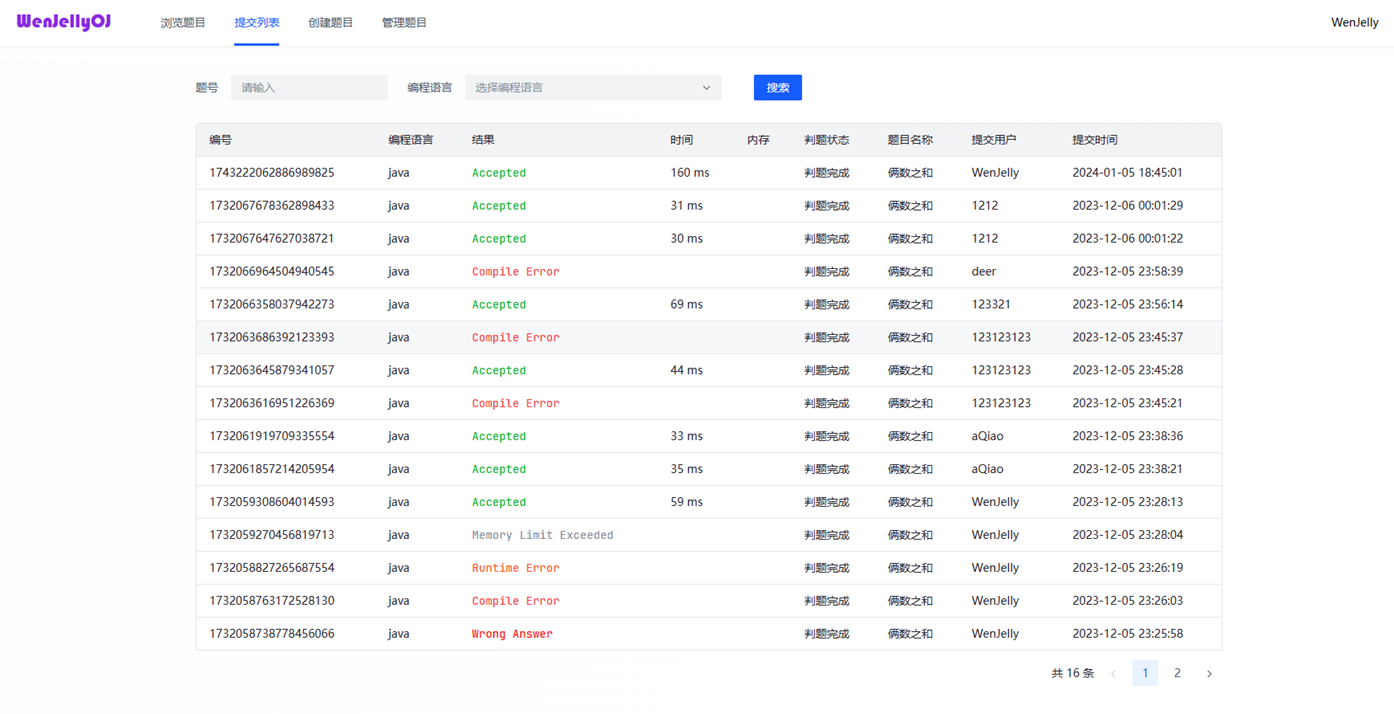 WenJellyOJ 浏览题目 提交列表 创建题目 管理题目 WenJelly
题号 请输入 编程语言 选择编程语言 搜索
编号 编程语言 结果 时间 内存 判题状态 题目名称 提交用户 提交时间
1743222062886989825 java Accepted 160 ms 判题完成 俩数之和 WenJelly 2024-01-05 18:45:01
1732067678362898433 java Accepted 31 ms 判题完成 俩数之和 1212 2023-12-06 00:01:29
1732067647627038721 java Accepted 30 ms 判题完成 俩数之和 1212 2023-12-06 00:01:22
1732066964504940545 java Compile Error 判题完成 俩数之和 deer 2023-12-05 23:58:39
1732066358037942273 java Accepted 69 ms 判题完成 俩数之和 123321 2023-12-05 23:56:14
1732063686392123393 java Compile Error 判题完成 俩数之和 123123123 2023-12-05 23:45:37
1732063645879341057 java Accepted 44 ms 判题完成 俩数之和 123123123 2023-12-05 23:45:28
1732063616951226369 java Compile Error 判题完成 俩数之和 123123123 2023-12-05 23:45:21
1732061919709335554 java Accepted 33 ms 判题完成 俩数之和 aQiao 2023-12-05 23:38:36
1732061857214205954 java Accepted 35 ms 判题完成 俩数之和 aQiao 2023-12-05 23:38:21
1732059308604014593 java Accepted 59 ms 判题完成 俩数之和 WenJelly 2023-12-05 23:28:13
1732059270456819713 java Memory Limit Exceeded 判题完成 俩数之和 WenJelly 2023-12-05 23:28:04
1732058827265687554 java Runtime Error 判题完成 俩数之和 WenJelly 2023-12-05 23:26:19
1732058763172528130 java Compile Error 判题完成 俩数之和 WenJelly 2023-12-05 23:26:03
1732058738778456066 java Wrong Answer 判题完成 俩数之和 WenJelly 2023-12-05 23:25:58
共 16 条 1 2